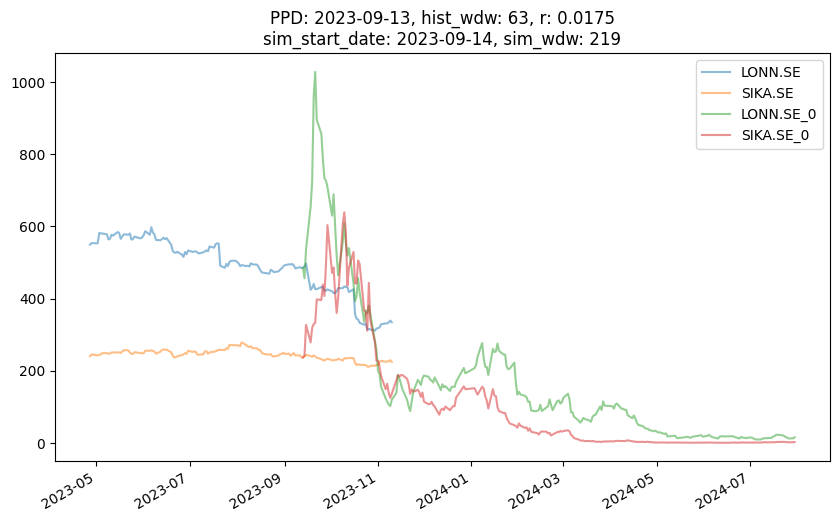 PPD: 2023-09-13, hist_wdw: 63, r: 0.0175
sim_start_date: 2023-09-14, sim_wdw: 219
LONN.SE
SIKA.SE
LONN.SE_0
SIKA.SE_0
1000
800
600
400
200
0
2023-05
2023-07
2023-09
2023-11
2024-01
2024-03
2024-05
2024-07